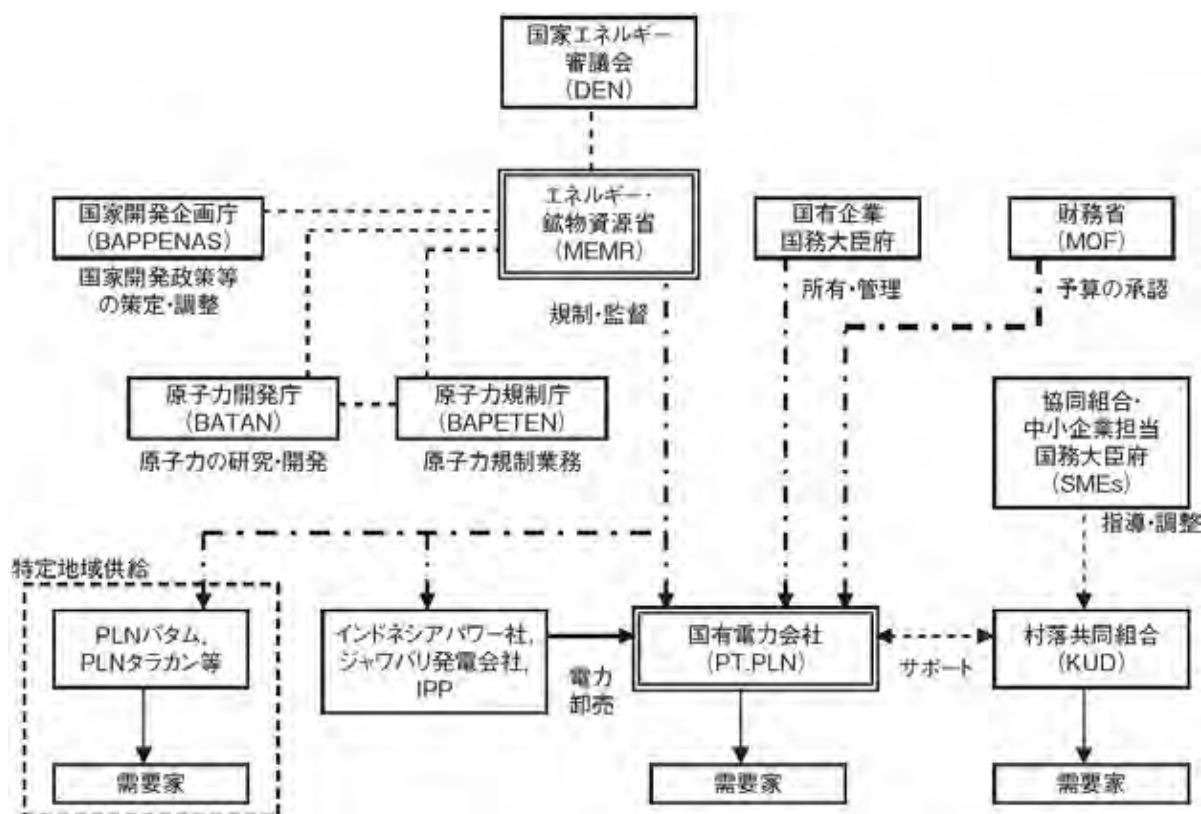 国家エネルギー
審議会
(DEN)
エネルギー・
鉱物資源省
(MEMR)
国家開発企画庁
(BAPPENAS)
国家開発政策等
の策定・調整
国有企業
国務大臣府
財務省
(MOF)
規制・監督
所有・管理
予算の承認
原子力開発庁
(BATAN)
原子力の研究・開発
原子力規制庁
(BAPETEN)
原子力規制業務
協同組合・
中小企業担当
国務大臣府
(SMEs)
指導・調整
特定地域供給
PLNバタム，
PLNタラカン等
インドネシアパワー社，
ジャワバリ発電会社，
IPP
電力
卸売
国有電力会社
(PT.PLN)
サポート
村落共同組合
(KUD)
需要家
需要家
需要家